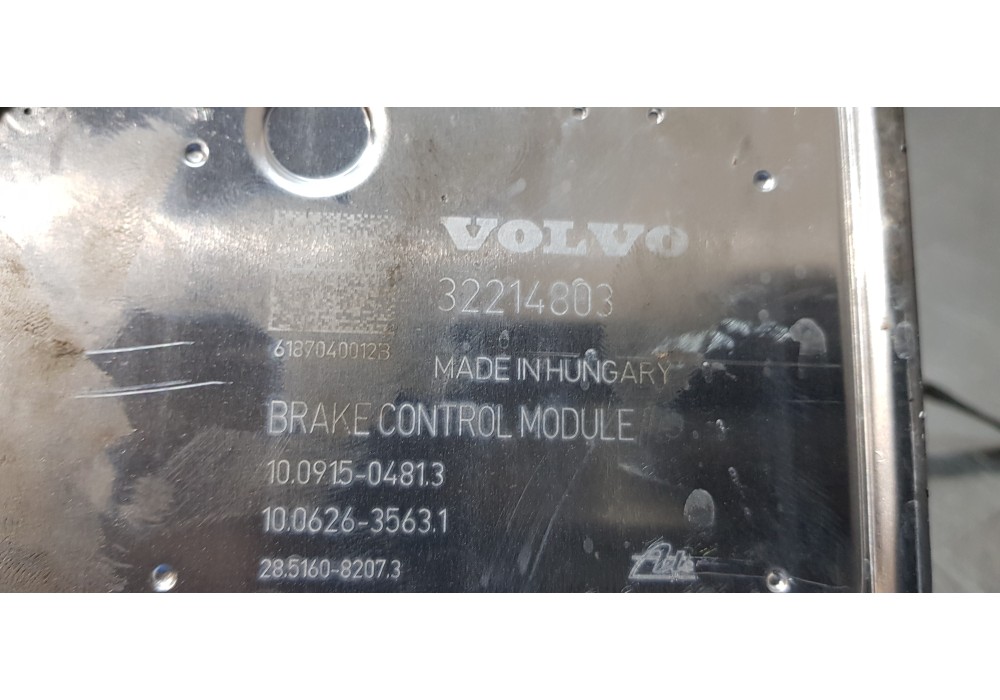 VOLVO
32214803
61870400123
MADE IN HUNGARY
BRAKE CONTROL MODULE
10.0915-0481.3
10.0626-3563.1
28.5160-8207.3
Ate